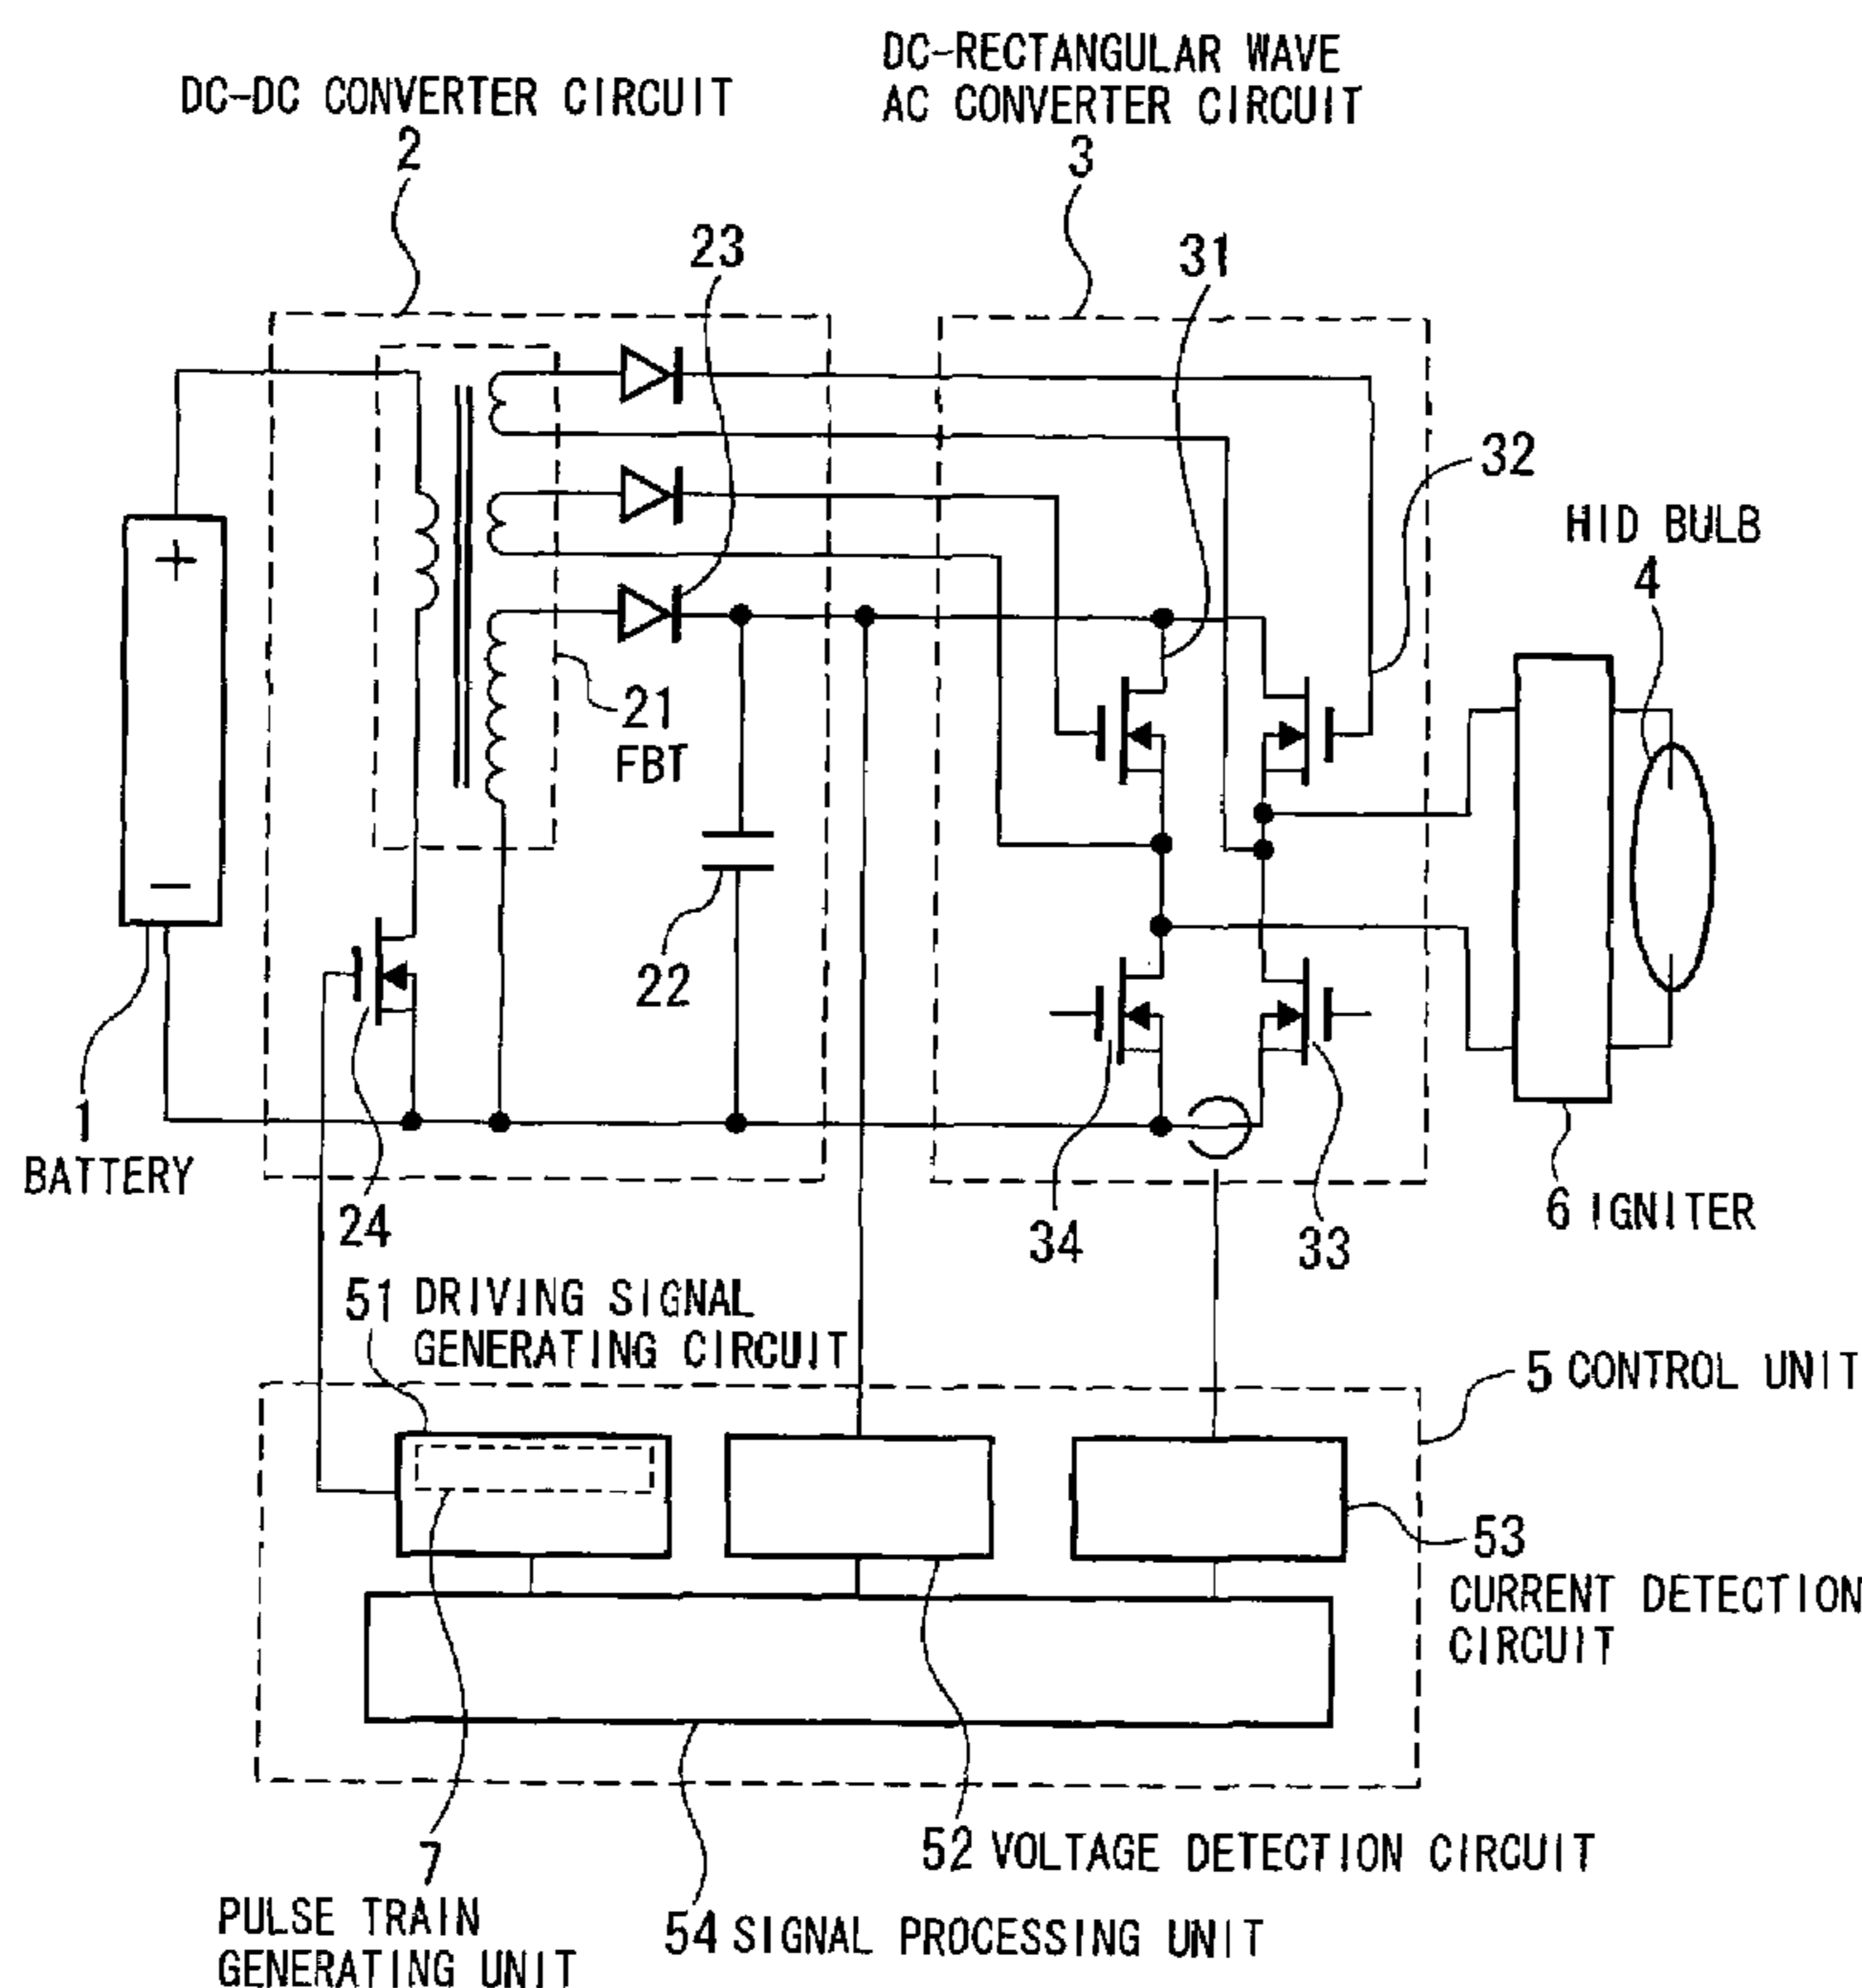 DC-DC CONVERTER CIRCUIT
2
DC-RECTANGULAR WAVE
AC CONVERTER CIRCUIT
3
23
31
32
HID BULB
4
+
21
FBT
22
−
1
BATTERY
24
34
33
6 IGNITER
51 DRIVING SIGNAL
GENERATING CIRCUIT
5 CONTROL UNIT
53
CURRENT DETECTION
CIRCUIT
7
PULSE TRAIN
GENERATING UNIT
52 VOLTAGE DETECTION CIRCUIT
54 SIGNAL PROCESSING UNIT